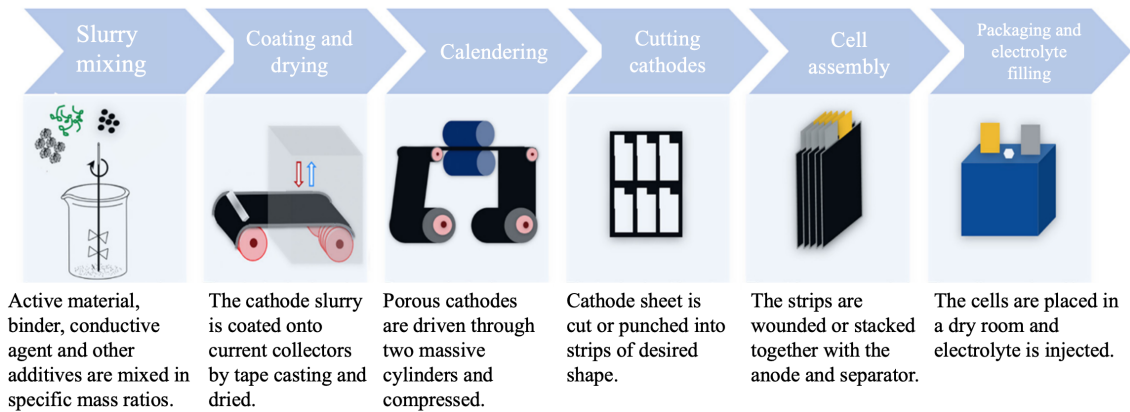 Slurry
mixing
Coating and
drying
Calendering
Cutting
cathodes
Cell
assembly
Packaging and
electrolyte
filling
Active material,
binder, conductive
agent and other
additives are mixed in
specific mass ratios.
The cathode slurry
is coated onto
current collectors
by tape casting and
dried.
Porous cathodes
are driven through
two massive
cylinders and
compressed.
Cathode sheet is
cut or punched into
strips of desired
shape.
The strips are
wounded or stacked
together with the
anode and separator.
The cells are placed in
a dry room and
electrolyte is injected.